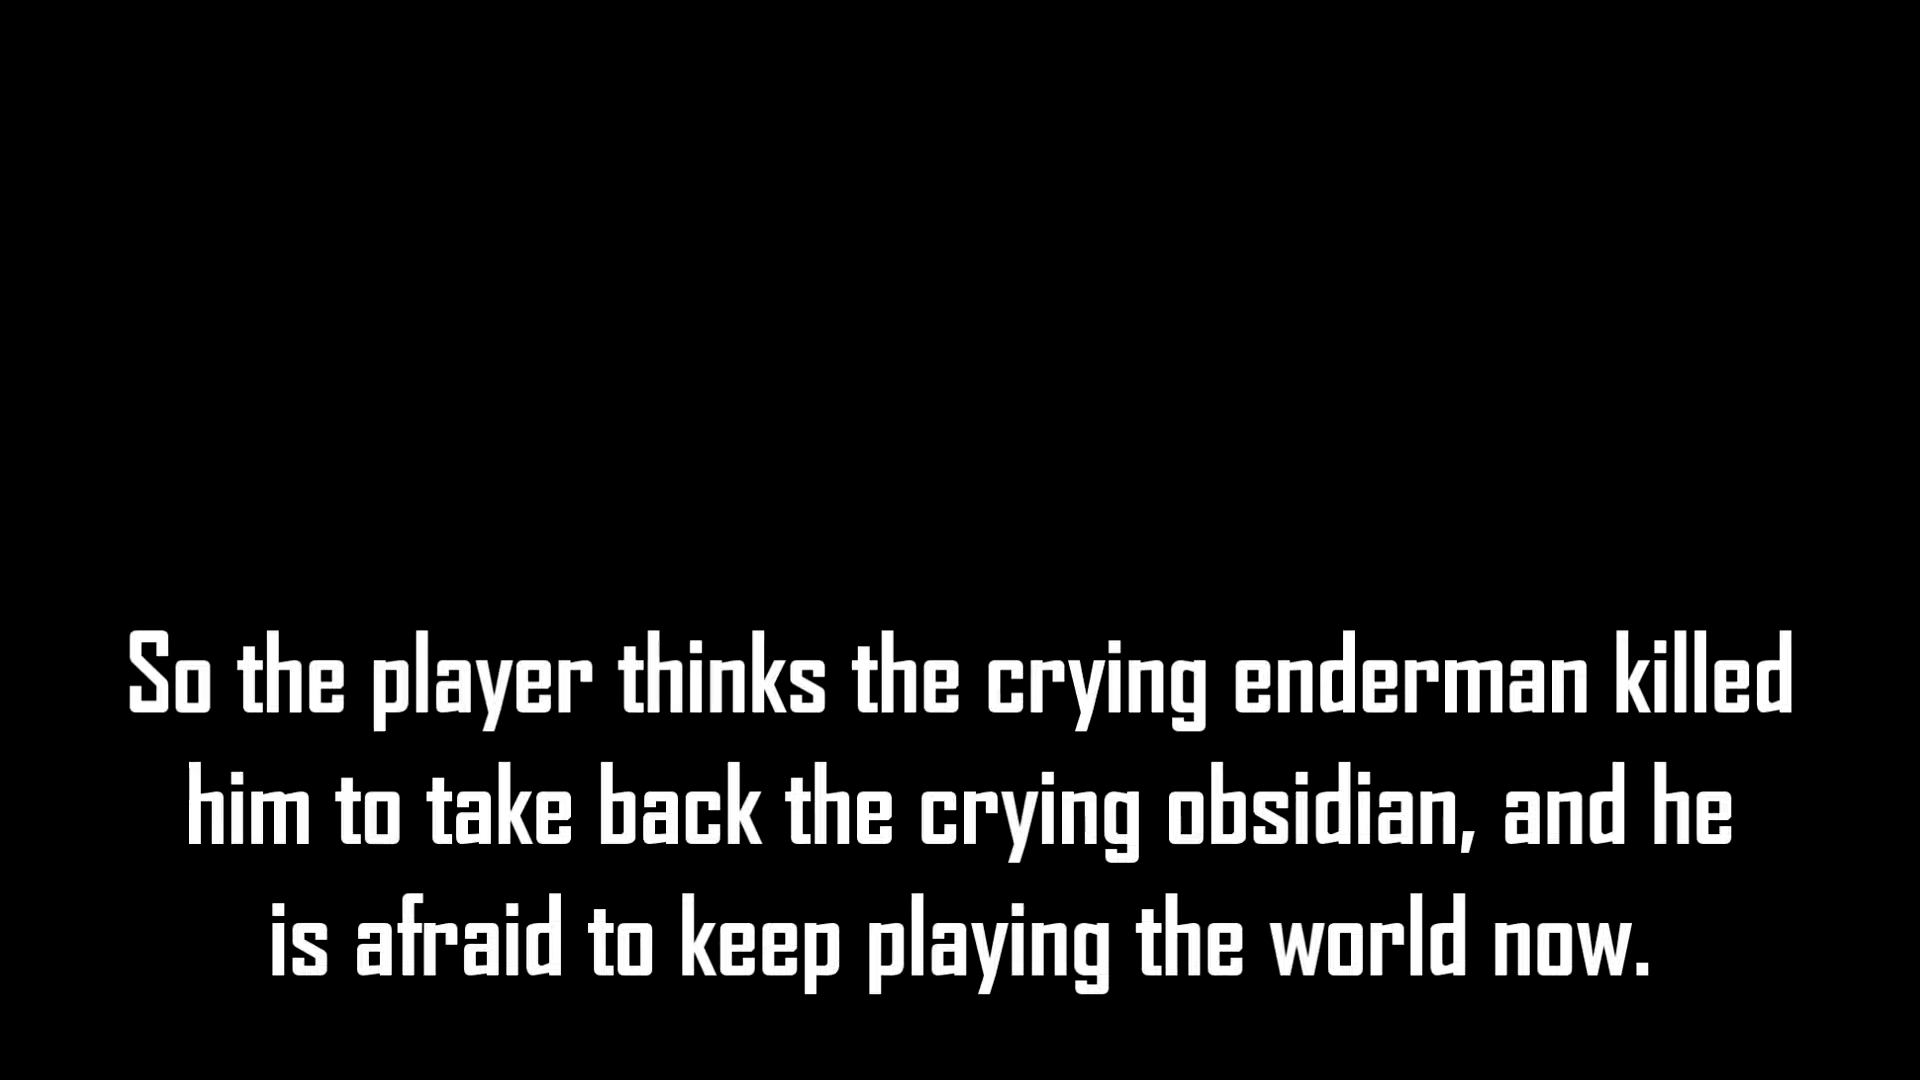 So the player thinks the crying enderman killed
him to take back the crying obsidian, and he
is afraid to keep playing the world now.